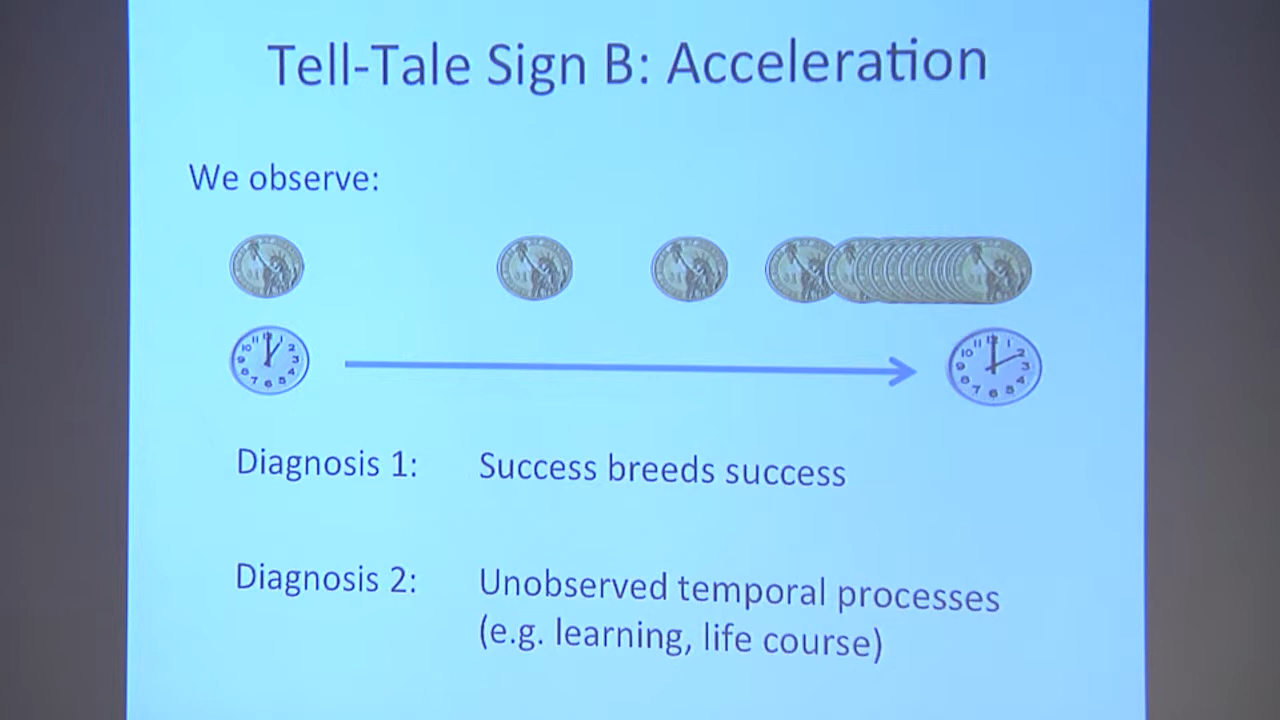 Tell-Tale Sign B: Acceleration
We observe:
Diagnosis 1: Success breeds success
Diagnosis 2: Unobserved temporal processes
(e.g. learning, life course)